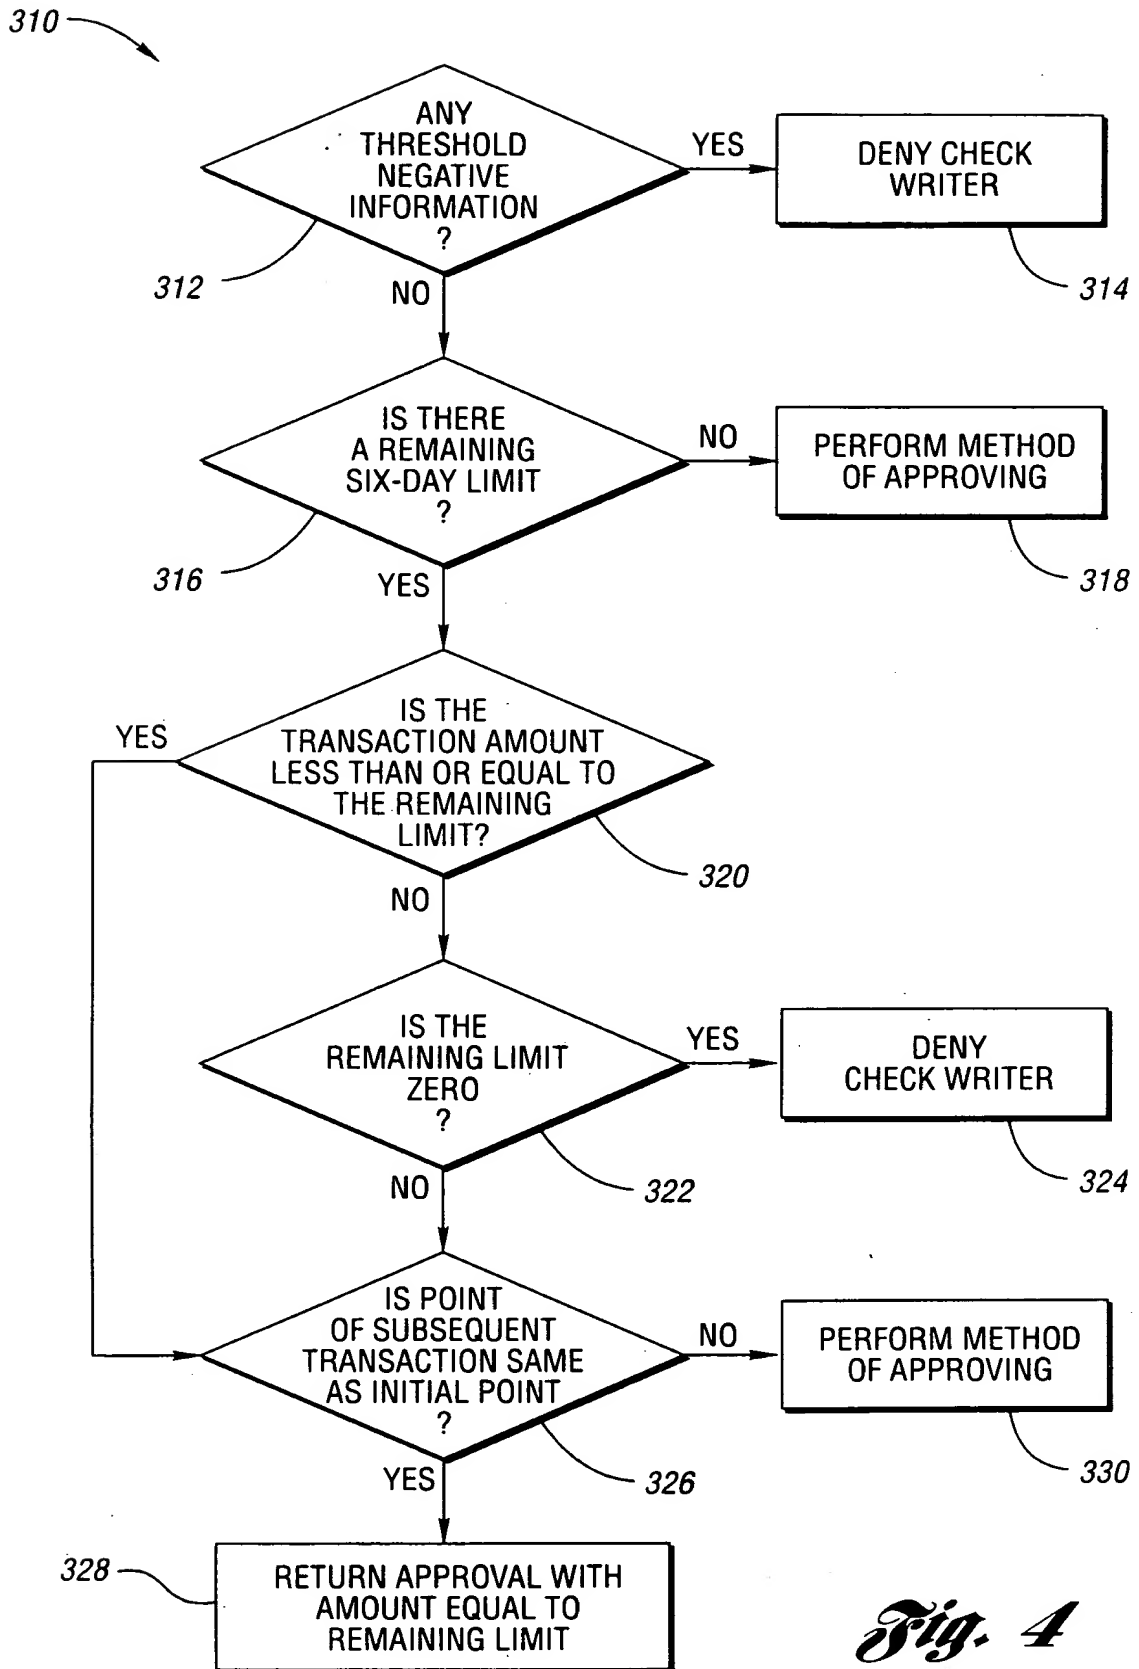 310
ANY
THRESHOLD
NEGATIVE
INFORMATION
?
YES
DENY CHECK
WRITER
312
314
NO
IS THERE
A REMAINING
SIX-DAY LIMIT
?
NO
PERFORM METHOD
OF APPROVING
316
318
YES
IS THE
TRANSACTION AMOUNT
LESS THAN OR EQUAL TO
THE REMAINING
LIMIT?
YES
320
NO
IS THE
REMAINING LIMIT
ZERO
?
YES
DENY
CHECK WRITER
322
324
NO
IS POINT
OF SUBSEQUENT
TRANSACTION SAME
AS INITIAL POINT
?
NO
PERFORM METHOD
OF APPROVING
326
330
YES
328
RETURN APPROVAL WITH
AMOUNT EQUAL TO
REMAINING LIMIT
Fig. 4